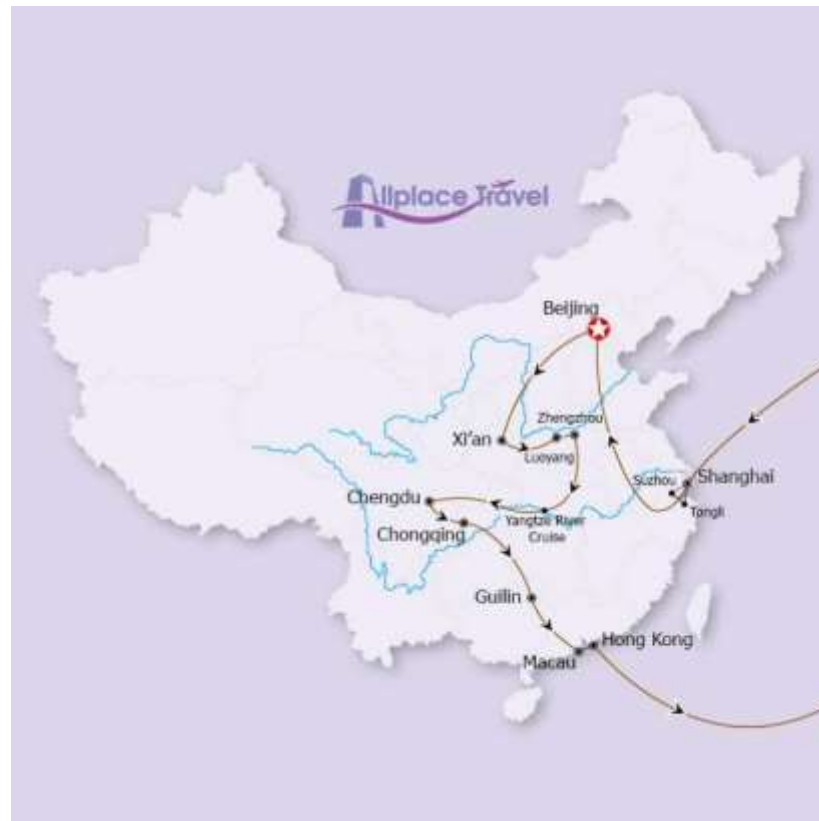 Allplace Travel
Beijing
Zhengzhou
Xi'an
Luoyang
Suzhou
Shanghai
Chengdu
Tongli
Yangtze River
Cruise
Chongqing
Guilin
Hong Kong
Macau